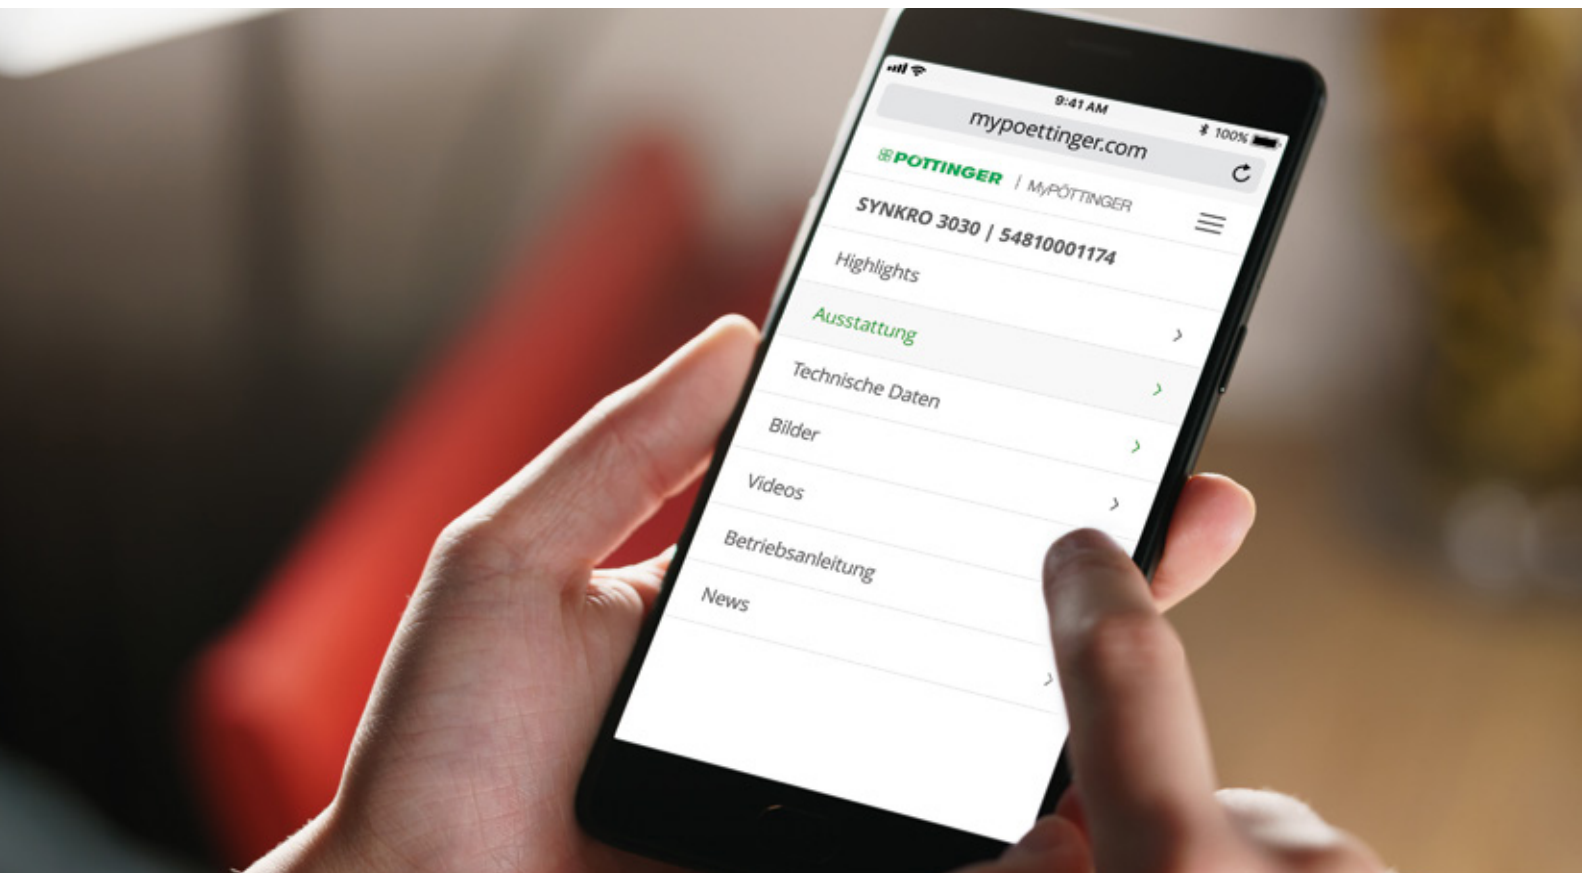 9:41 AM
100%
mypoettinger.com
PÖTTINGER | MyPÖTTINGER
SYNKRO 3030 | 54810001174
Highlights
Ausstattung
Technische Daten
Bilder
Videos
Betriebsanleitung
News